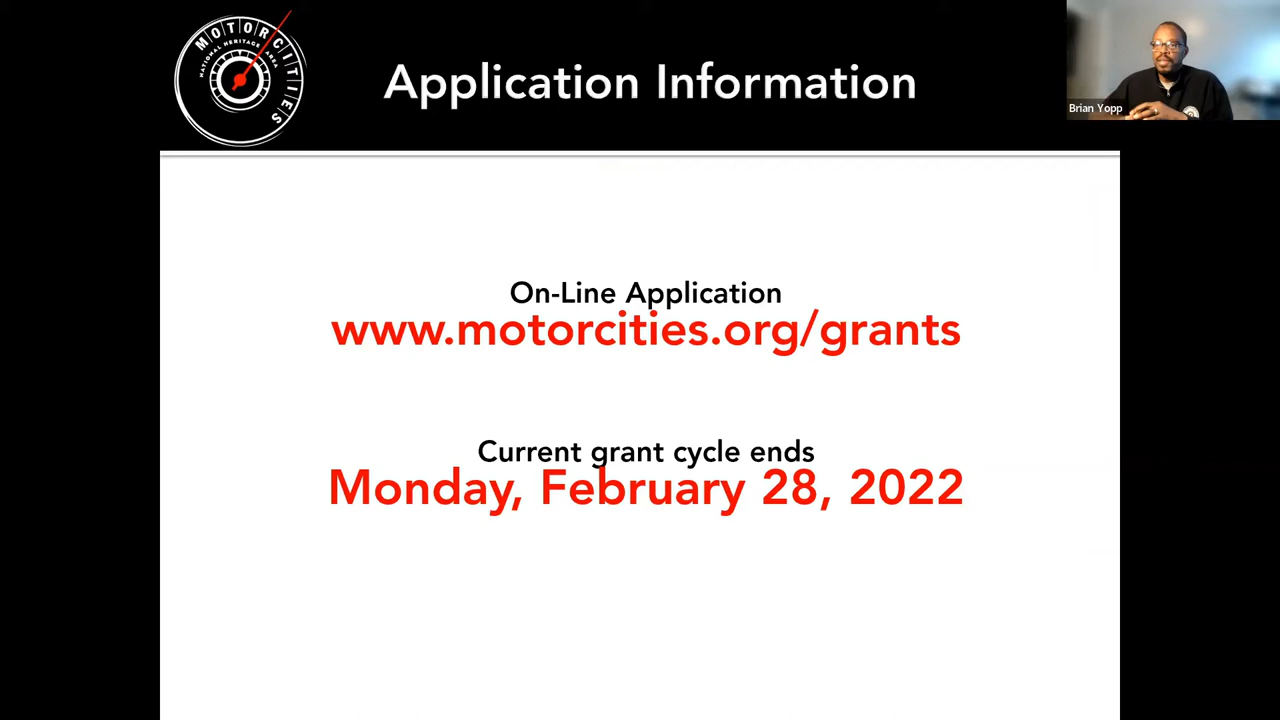 MOTORCITIES
NATIONAL HERITAGE AREA
Application Information
Brian Yopp
On-Line Application
www.motorcities.org/grants
Current grant cycle ends
Monday, February 28, 2022